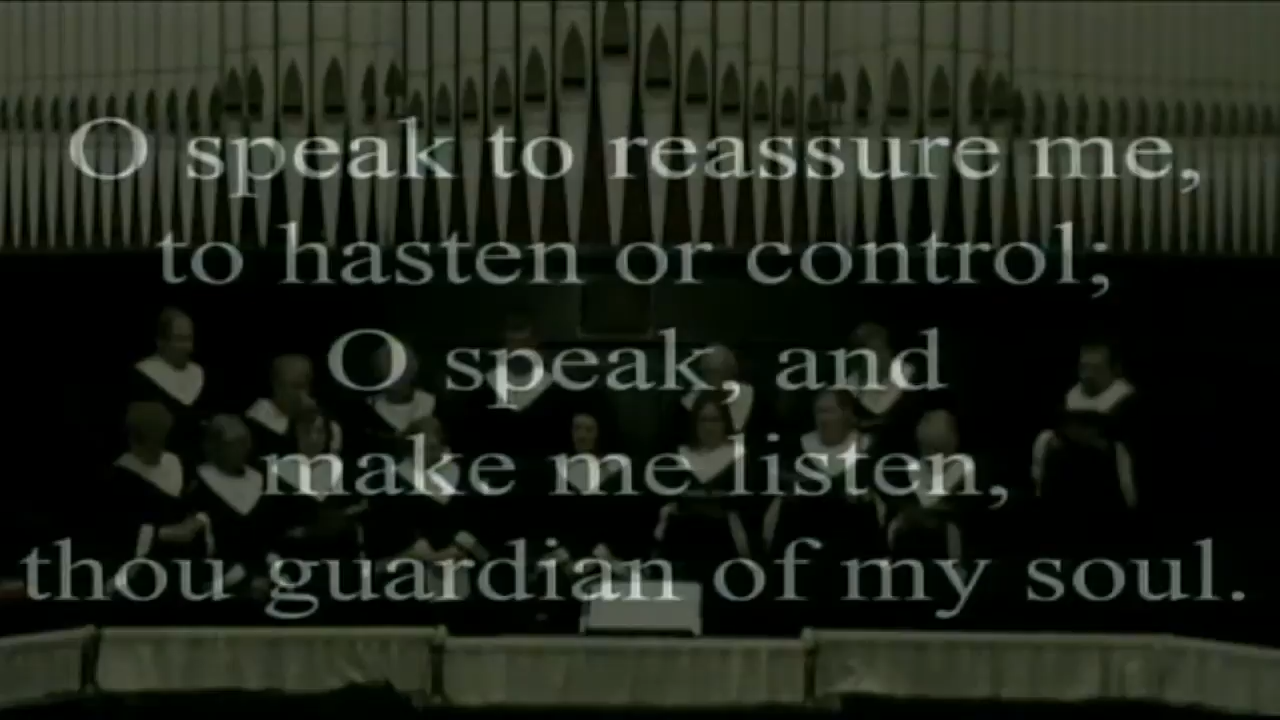 O speak to reassure me,
to hasten or control;
O speak, and
make me listen,
thou guardian of my soul.